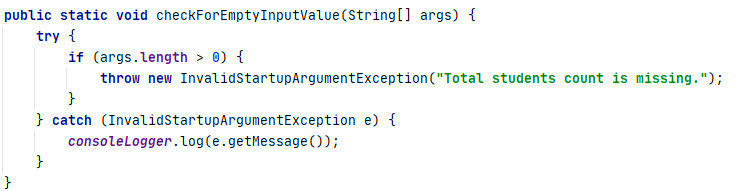 public static void checkForEmptyInputValue(String[] args) {
    try {
        if (args.length > 0) {
            throw new InvalidStartupArgumentException("Total students count is missing.");
        }
    } catch (InvalidStartupArgumentException e) {
        consoleLogger.log(e.getMessage());
    }
}